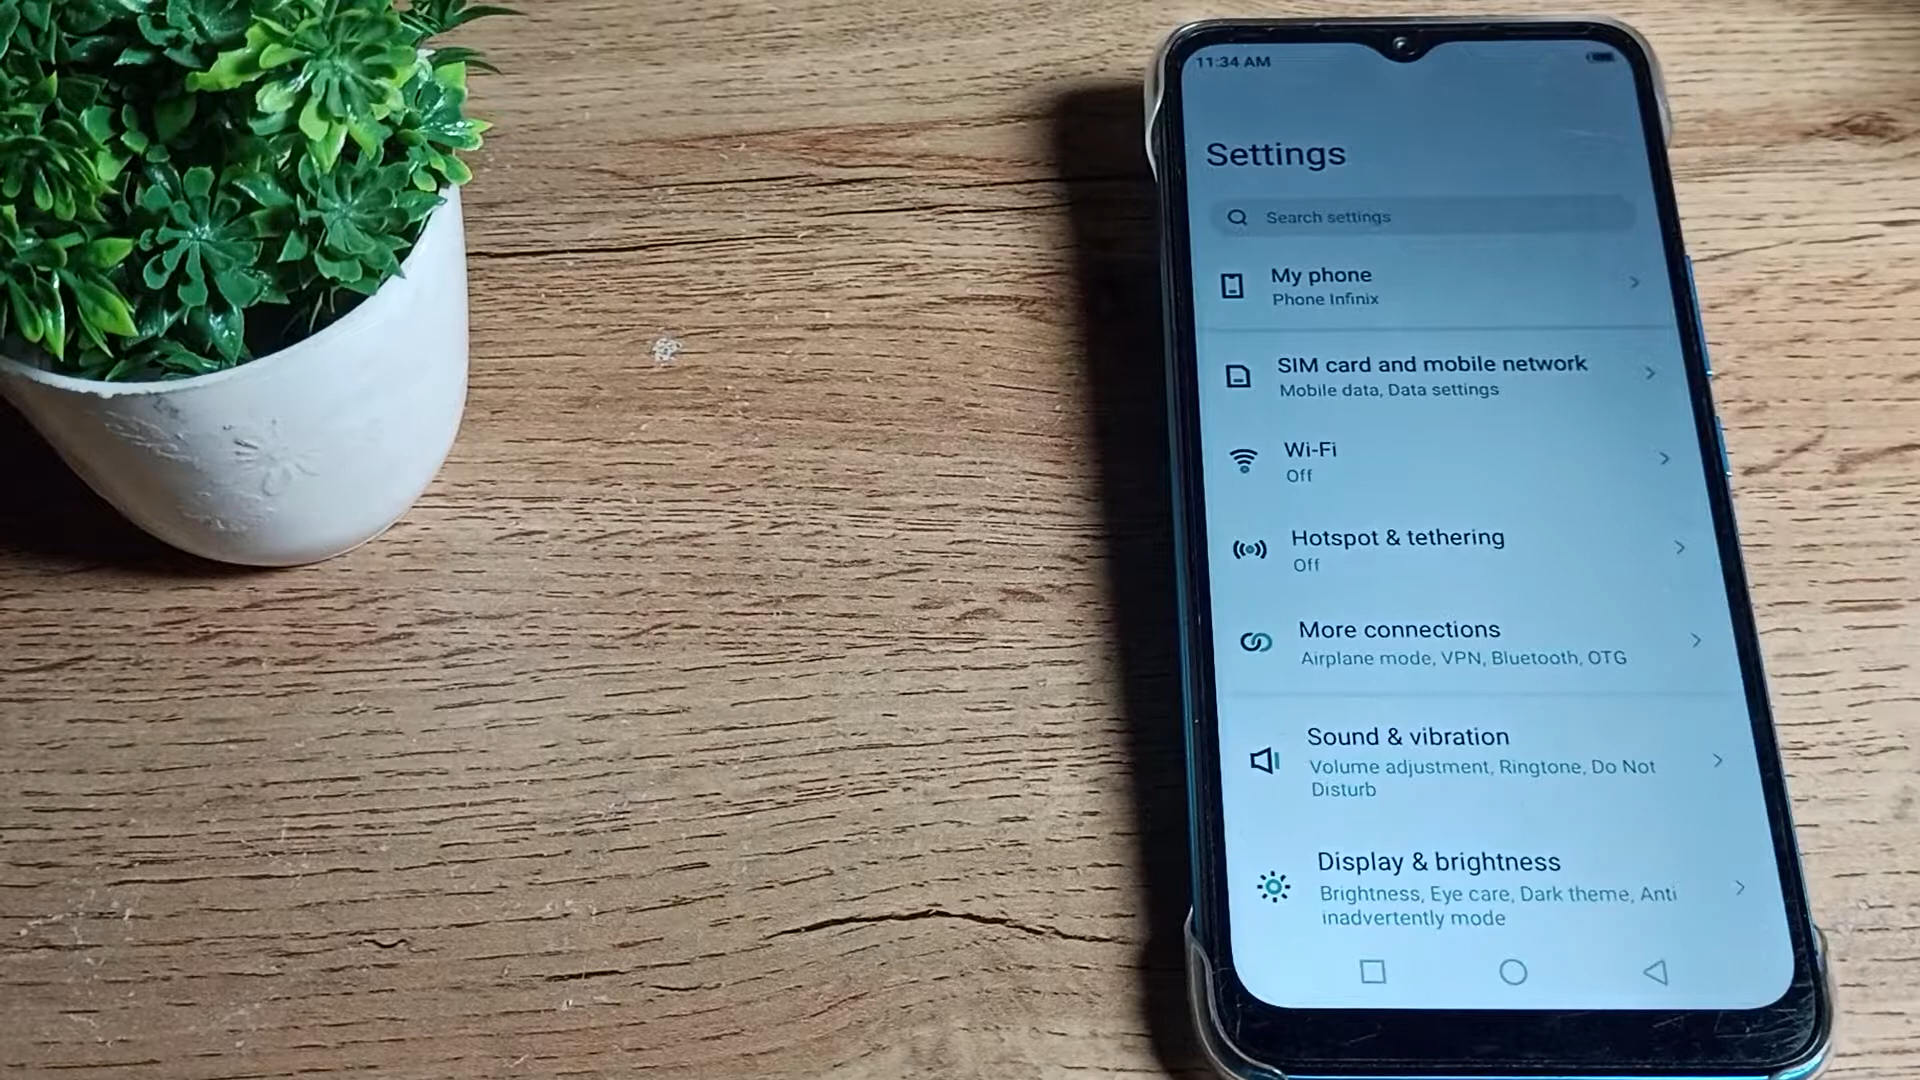 11:34 AM
Settings
Search settings
My phone
Phone Infinix
SIM card and mobile network
Mobile data, Data settings
Wi-Fi
Off
Hotspot & tethering
Off
More connections
Airplane mode, VPN, Bluetooth, OTG
Sound & vibration
Volume adjustment, Ringtone, Do Not
Disturb
Display & brightness
Brightness, Eye care, Dark theme, Anti
inadvertently mode